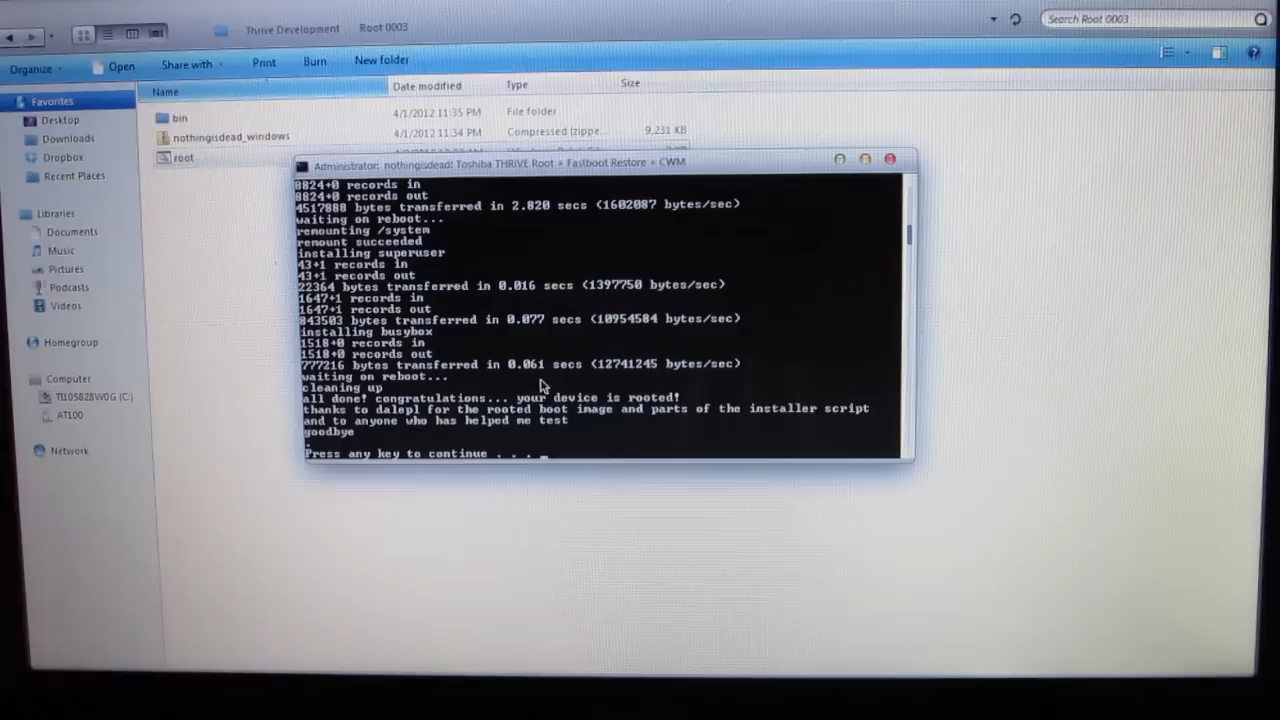 Thrive Development Root 0003
Search Root 0003
Organize Open Share with Print Burn New folder
Name Date modified Type Size
Favorites
Desktop
Downloads
Dropbox
Recent Places
Libraries
Documents
Music
Pictures
Podcasts
Videos
Homegroup
Computer
TI105828W0G (C:)
AT100
Network
bin 4/1/2012 11:35 PM File folder
nothingisdead_windows 4/1/2012 11:34 PM Compressed (zippe... 9,231 KB
root
Administrator: nothingisdead! Toshiba THRIVE Root + Fastboot Restore + CWM
8824+0 records in
8824+0 records out
4517888 bytes transferred in 2.820 secs (1602087 bytes/sec)
waiting on reboot...
remounting /system
remount succeeded
installing superuser
43+1 records in
43+1 records out
22364 bytes transferred in 0.016 secs (1397750 bytes/sec)
1647+1 records in
1647+1 records out
843503 bytes transferred in 0.077 secs (10954584 bytes/sec)
installing busybox
1518+0 records in
1518+0 records out
777216 bytes transferred in 0.061 secs (12741245 bytes/sec)
waiting on reboot...
cleaning up
all done! congratulations... your device is rooted!
thanks to dalepl for the rooted boot image and parts of the installer script
and to anyone who has helped me test
goodbye
.
Press any key to continue . . . _